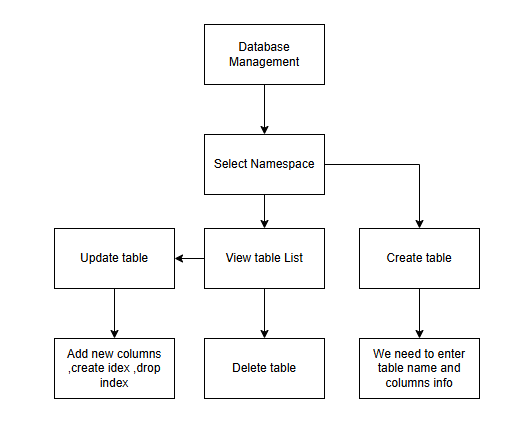 Database
Management
Select Namespace
Update table
View table List
Create table
Add new columns
,create idex ,drop
index
Delete table
We need to enter
table name and
columns info